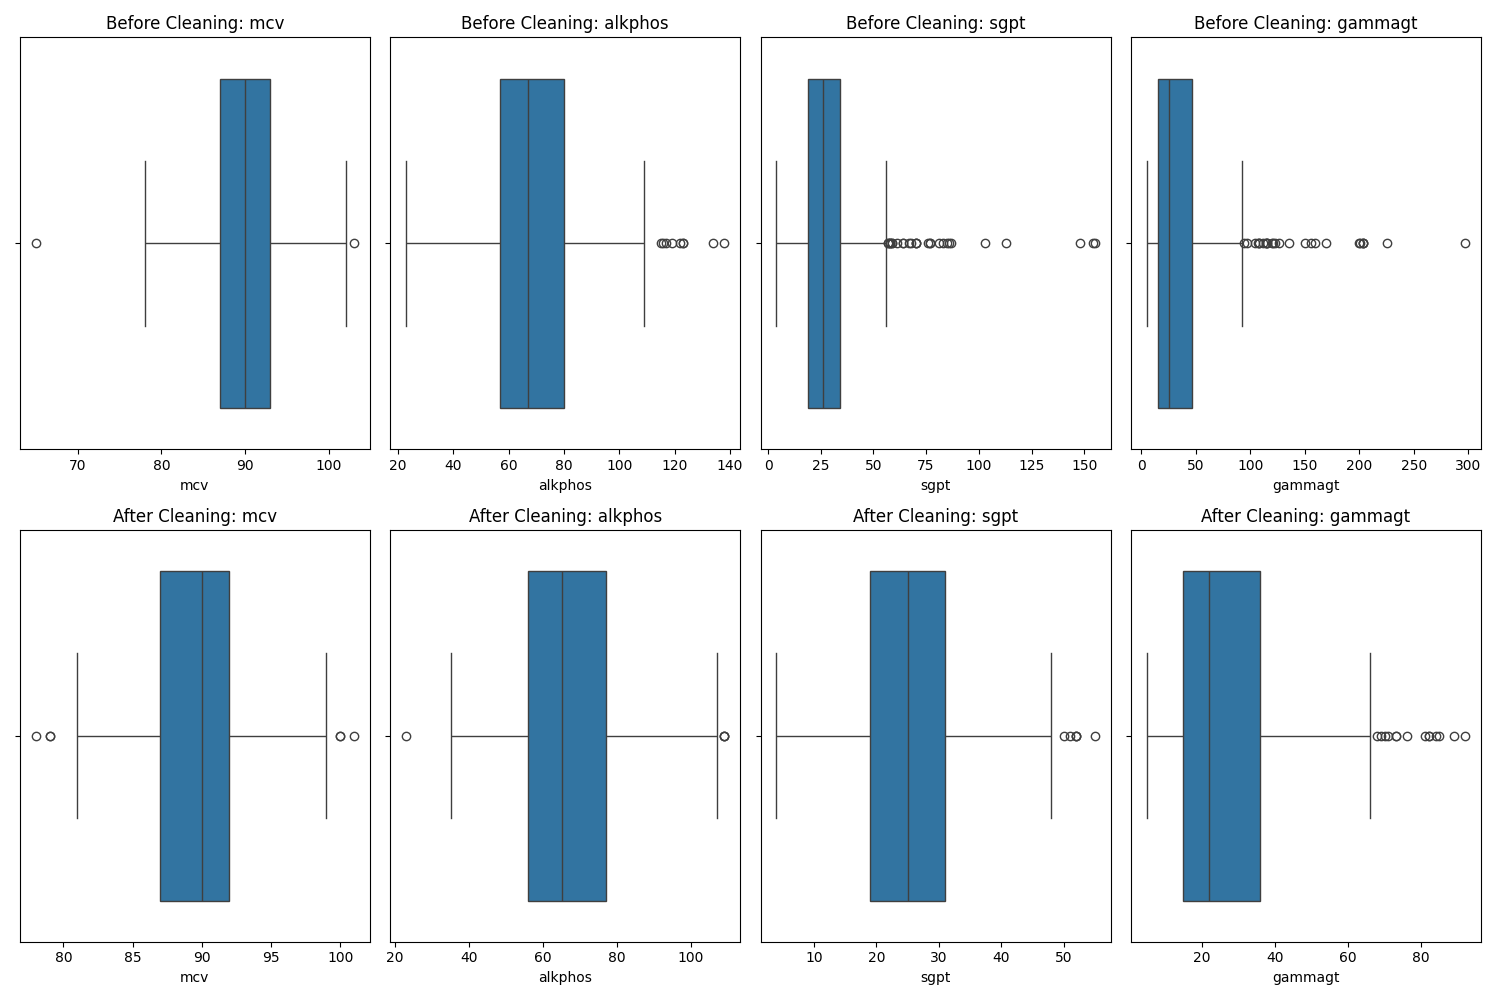 Before Cleaning: mcv
Before Cleaning: alkphos
Before Cleaning: sgpt
Before Cleaning: gammagt
70 80 90 100
20 40 60 80 100 120 140
0 25 50 75 100 125 150
0 50 100 150 200 250 300
mcv
alkphos
sgpt
gammagt
After Cleaning: mcv
After Cleaning: alkphos
After Cleaning: sgpt
After Cleaning: gammagt
80 85 90 95 100
20 40 60 80 100
10 20 30 40 50
20 40 60 80
mcv
alkphos
sgpt
gammagt